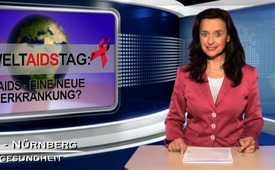 WELTAIDSTAG:
AIDS - EINE NEUE
ERKRANKUNG?
- NÜRNBERG
GESUNDHEIT